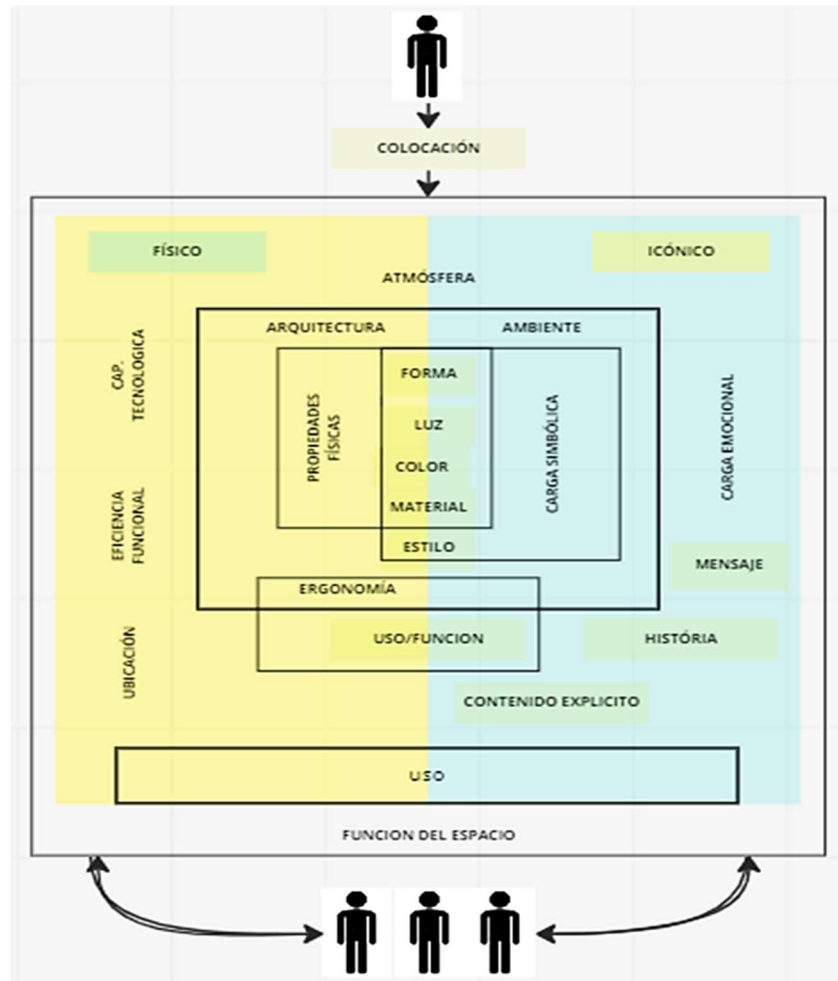 COLOCACIÓN
FÍSICO
ICÓNICO
ATMÓSFERA
ARQUITECTURA
AMBIENTE
CAP.
TECNOLOGICA
FORMA
PROPIEDADES
FÍSICAS
LUZ
COLOR
MATERIAL
ESTILO
CARGA SIMBÓLICA
CARGA EMOCIONAL
EFICIENCIA
FUNCIONAL
MENSAJE
ERGONOMÍA
UBICACIÓN
USO/FUNCION
HISTÓRIA
CONTENIDO EXPLICITO
USO
FUNCION DEL ESPACIO